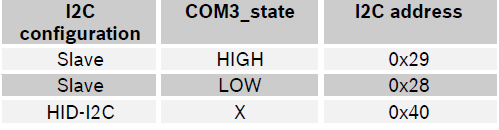 I2C configuration COM3_state I2C address
Slave HIGH 0x29
Slave LOW 0x28
HID-I2C X 0x40